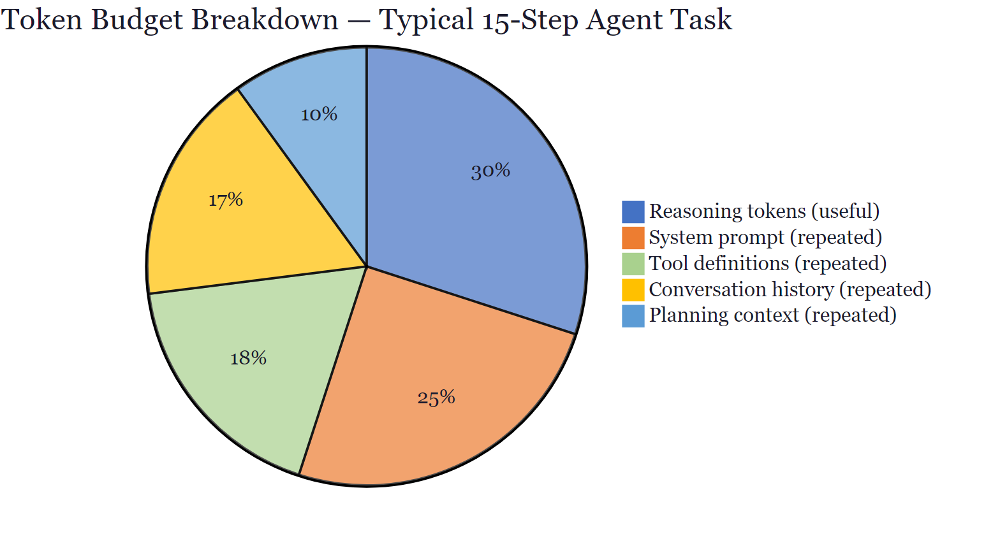 Token Budget Breakdown — Typical 15-Step Agent Task
10%
30%
17%
18%
25%
Reasoning tokens (useful)
System prompt (repeated)
Tool definitions (repeated)
Conversation history (repeated)
Planning context (repeated)